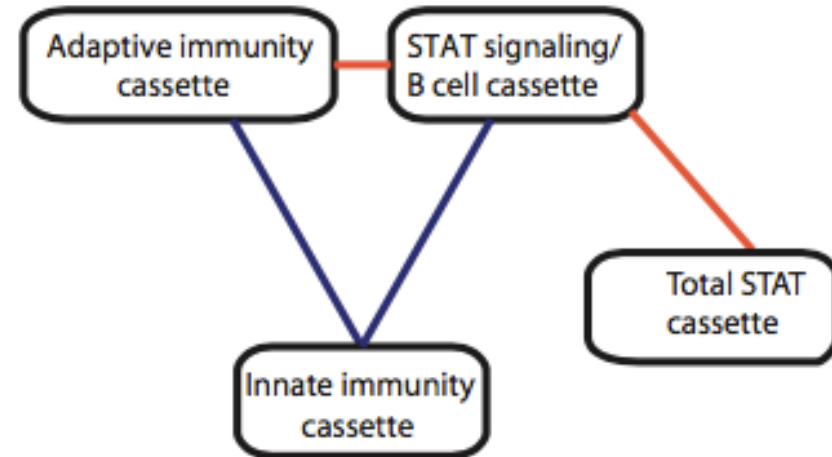 Adaptive immunity
cassette
STAT signaling/
B cell cassette
Total STAT
cassette
Innate immunity
cassette